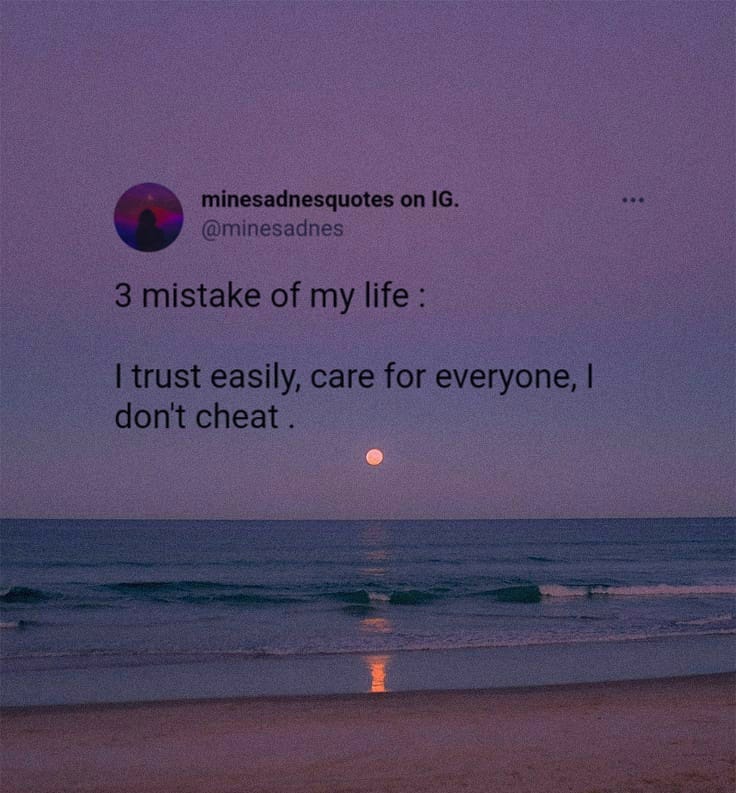 minesadnesquotes on IG.
@minesadnes
3 mistake of my life :
I trust easily, care for everyone, I
don't cheat .